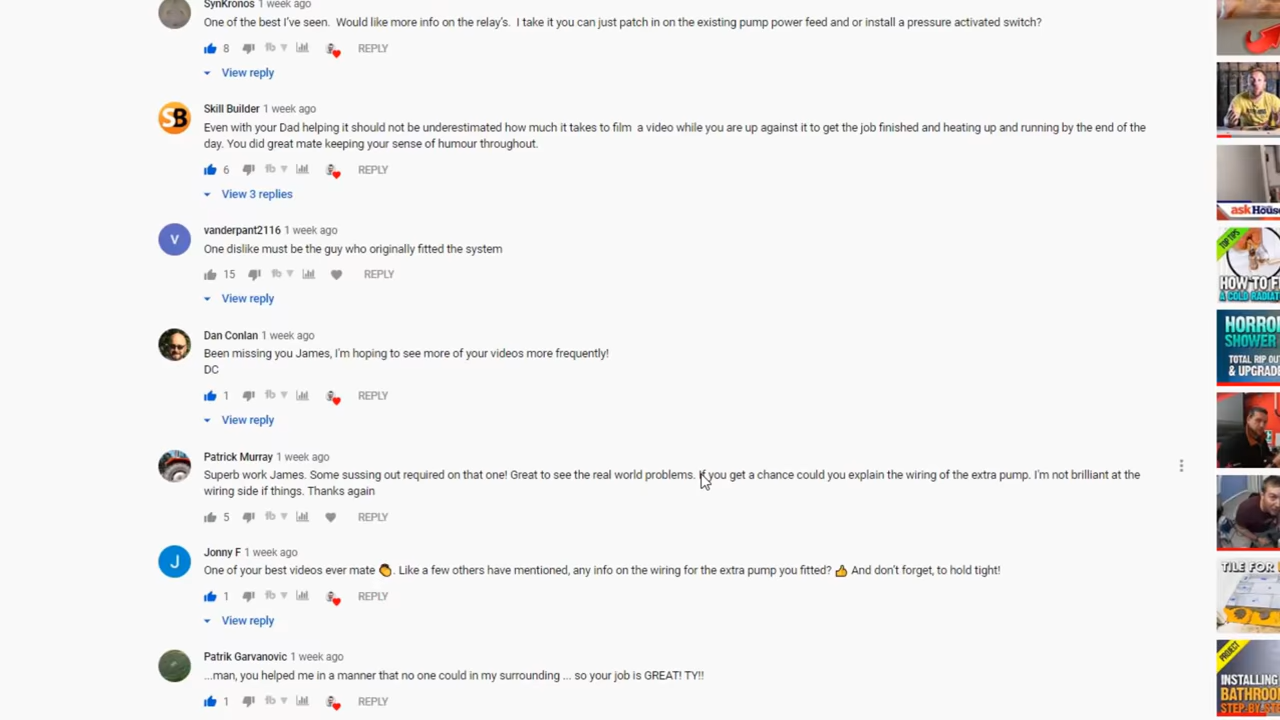 SynKronos 1 week ago
One of the best I've seen. Would like more info on the relay's. I take it you can just patch in on the existing pump power feed and or install a pressure activated switch?
8 REPLY
View reply
SB
Skill Builder 1 week ago
Even with your Dad helping it should not be underestimated how much it takes to film a video while you are up against it to get the job finished and heating up and running by the end of the
day. You did great mate keeping your sense of humour throughout.
6 REPLY
View 3 replies
V
vanderpant2116 1 week ago
One dislike must be the guy who originally fitted the system
15 REPLY
View reply
Dan Conlan 1 week ago
Been missing you James, I'm hoping to see more of your videos more frequently!
DC
1 REPLY
View reply
Patrick Murray 1 week ago
Superb work James. Some sussing out required on that one! Great to see the real world problems. If you get a chance could you explain the wiring of the extra pump. I'm not brilliant at the
wiring side if things. Thanks again
5 REPLY
J
Jonny F 1 week ago
One of your best videos ever mate 👏. Like a few others have mentioned, any info on the wiring for the extra pump you fitted? 👍 And don't forget, to hold tight!
1 REPLY
View reply
Patrik Garvanovic 1 week ago
...man, you helped me in a manner that no one could in my surrounding ... so your job is GREAT! TY!!
1 REPLY
ask
TOP TIPS
HOW TO F
A COLD RADIAT
HORRO
SHOWER
TOTAL RIP OU
& UPGRADE
TILE FOR
PROJECT
INSTALLING
BATHROOM
STEP-BY-STE